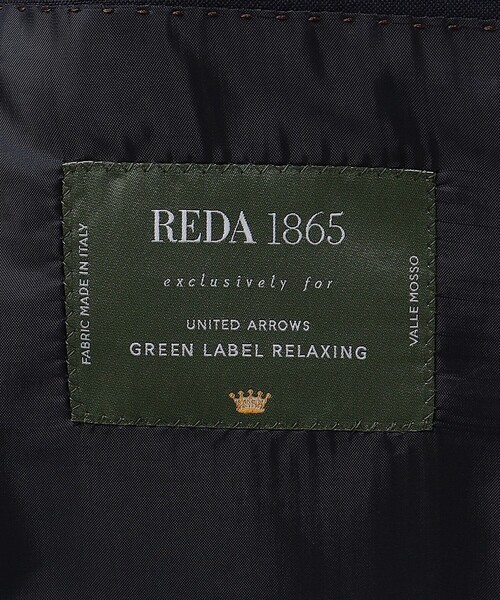 REDA 1865
exclusively for
UNITED ARROWS
GREEN LABEL RELAXING
FABRIC MADE IN ITALY
VALLE MOSSO